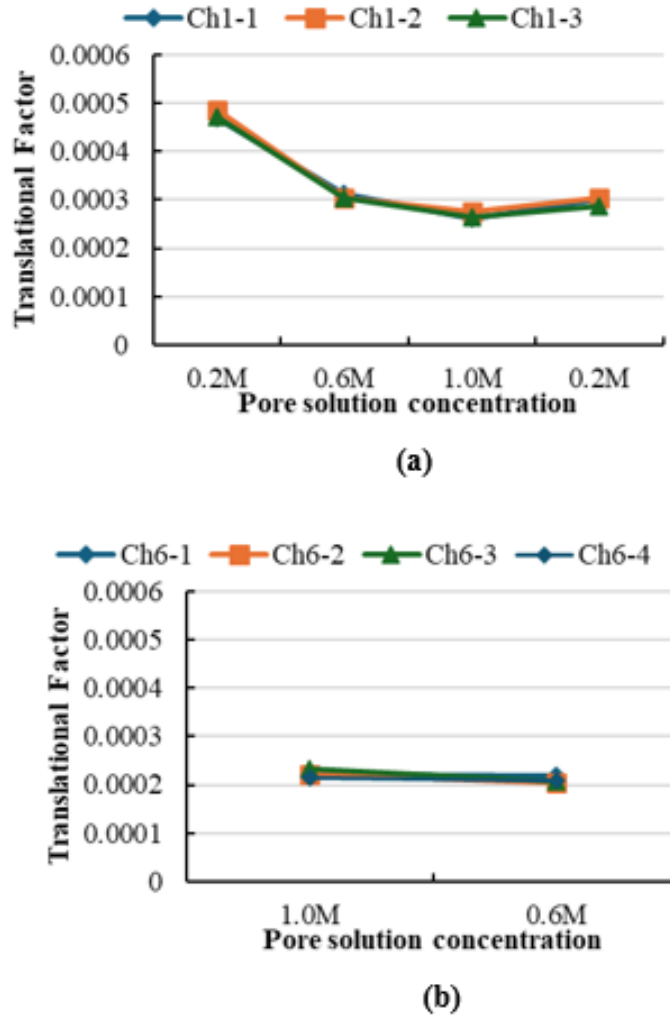 Ch1-1 Ch1-2 Ch1-3
Translational Factor
0.0006
0.0005
0.0004
0.0003
0.0002
0.0001
0
0.2M 0.6M 1.0M 0.2M
Pore solution concentration
(a)
Ch6-1 Ch6-2 Ch6-3 Ch6-4
Translational Factor
0.0006
0.0005
0.0004
0.0003
0.0002
0.0001
0
1.0M 0.6M
Pore solution concentration
(b)